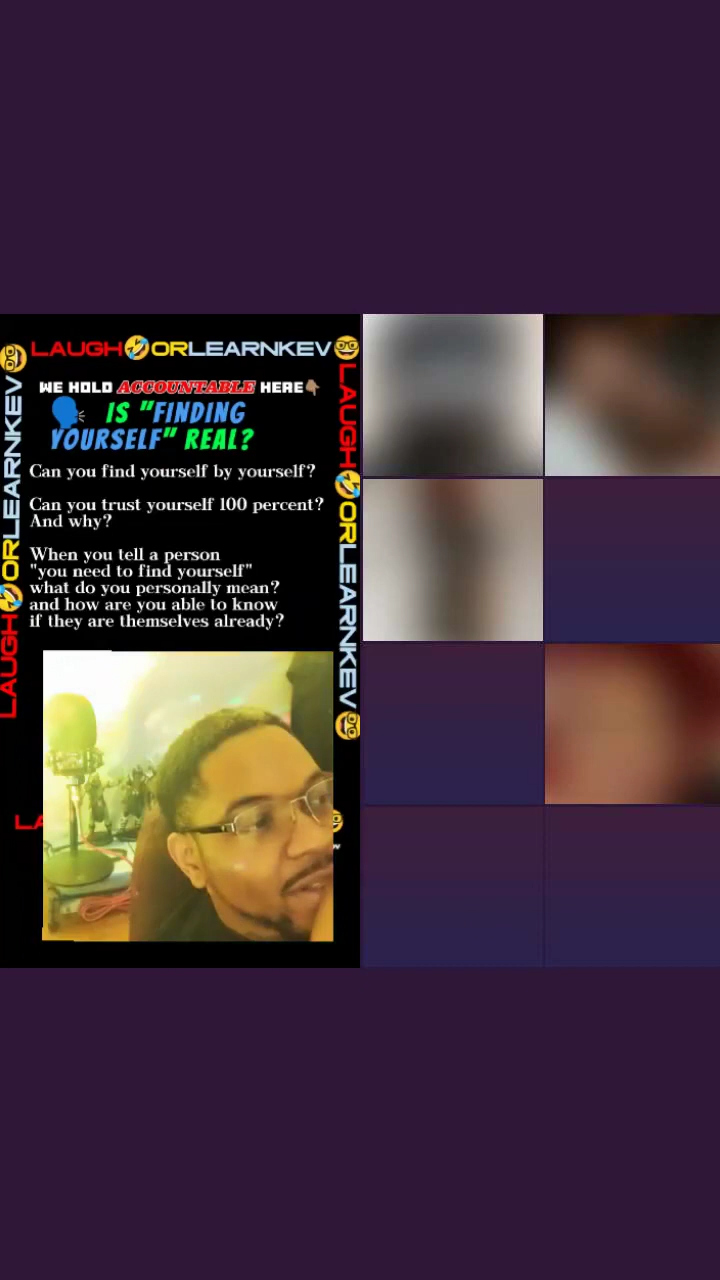 LAUGH🤣ORLEARNKEV🤓
WE HOLD ACCOUNTABLE HERE👇🏽
🗣 IS "FINDING
YOURSELF" REAL?
Can you find yourself by yourself?
Can you trust yourself 100 percent?
And why?
When you tell a person
"you need to find yourself"
what do you personally mean?
and how are you able to know
if they are themselves already?
LAUGH🤣ORLEARNKEV🤓
LAUGH🤣ORLEARNKEV🤓
LA